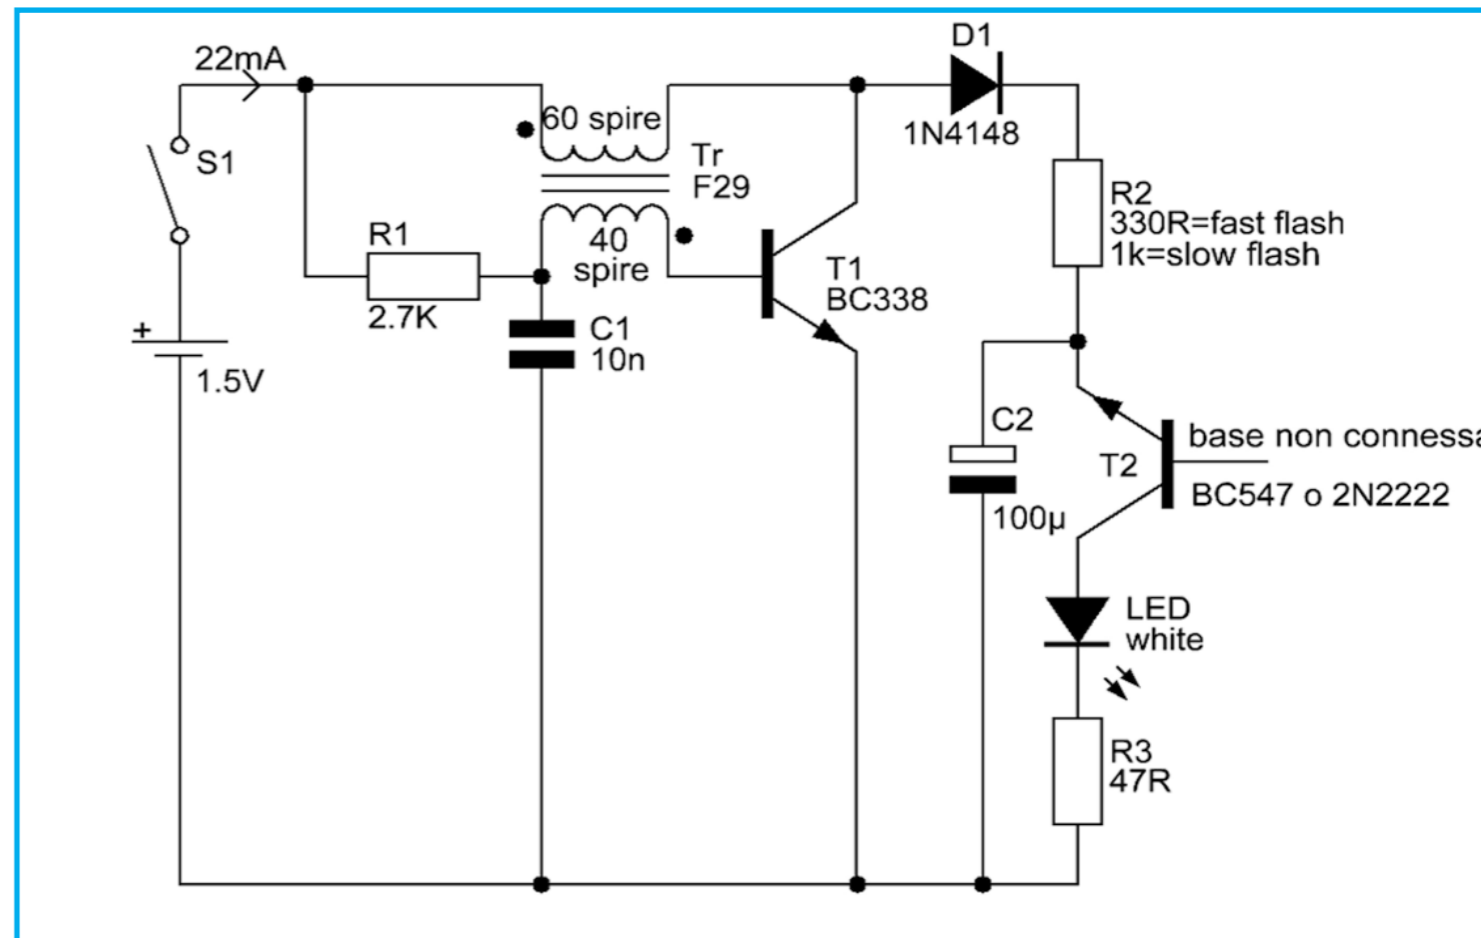 22mA
S1
+
1.5V
R1
2.7K
60 spire
Tr
F29
40
spire
C1
10n
T1
BC338
D1
1N4148
R2
330R=fast flash
1k=slow flash
C2
100µ
T2
base non connessa
BC547 o 2N2222
LED
white
R3
47R